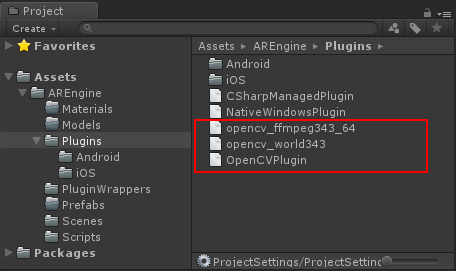 Project
Create
Favorites
Assets
AREngine
Materials
Models
Plugins
Android
iOS
PluginWrappers
Prefabs
Scenes
Scripts
Packages
Assets AREngine Plugins
Android
iOS
CSharpManagedPlugin
NativeWindowsPlugin
opencv_ffmpeg343_64
opencv_world343
OpenCVPlugin
ProjectSettings/ProjectSetting